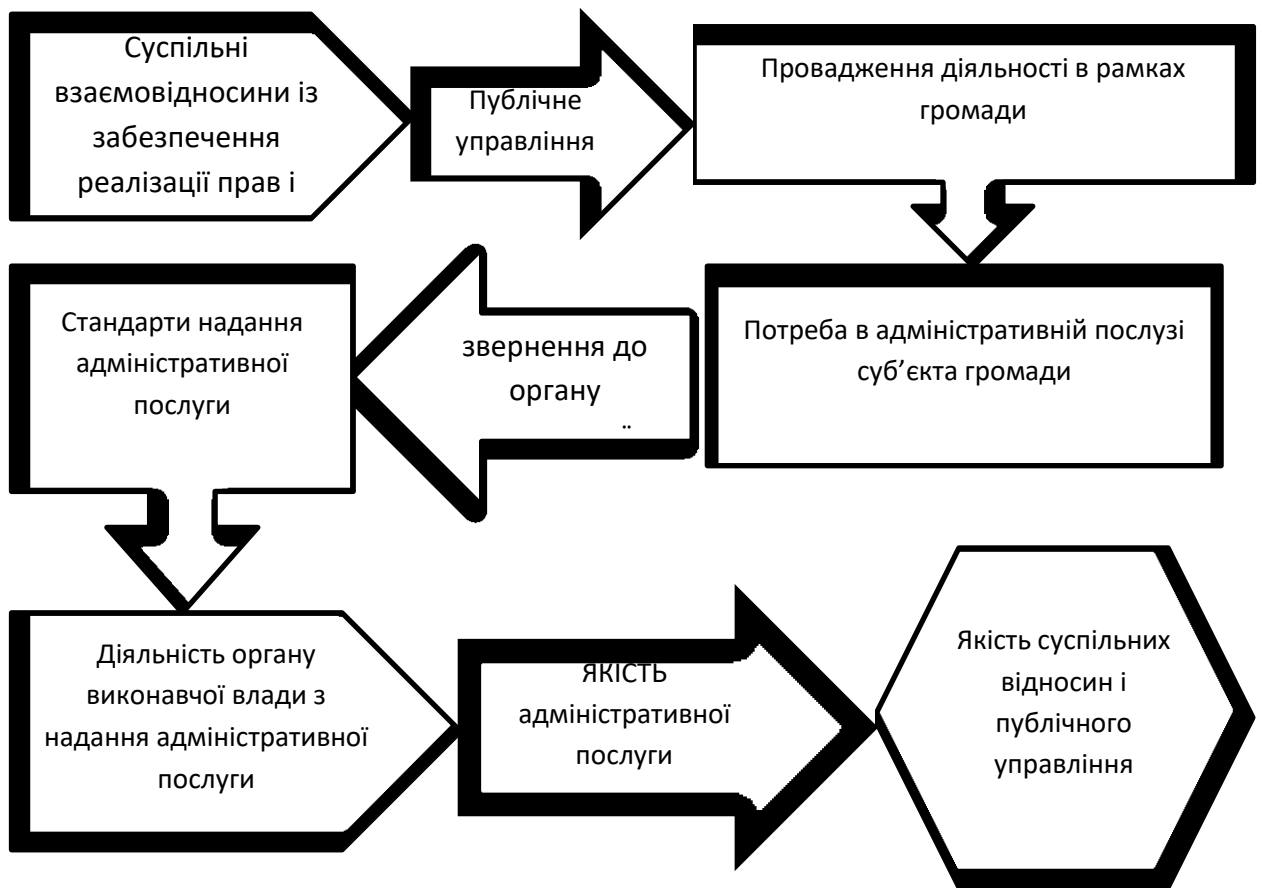 Суспільні
взаємовідносини із
забезпечення
реалізації прав і
Публічне
управління
Провадження діяльності в рамках
громади
Потреба в адміністративній послузі
суб’єкта громади
звернення до
органу
Стандарти надання
адміністративної
послуги
Діяльність органу
виконавчої влади з
надання адміністративної
послуги
ЯКІСТЬ
адміністративної
послуги
Якість суспільних
відносин і
публічного
управління